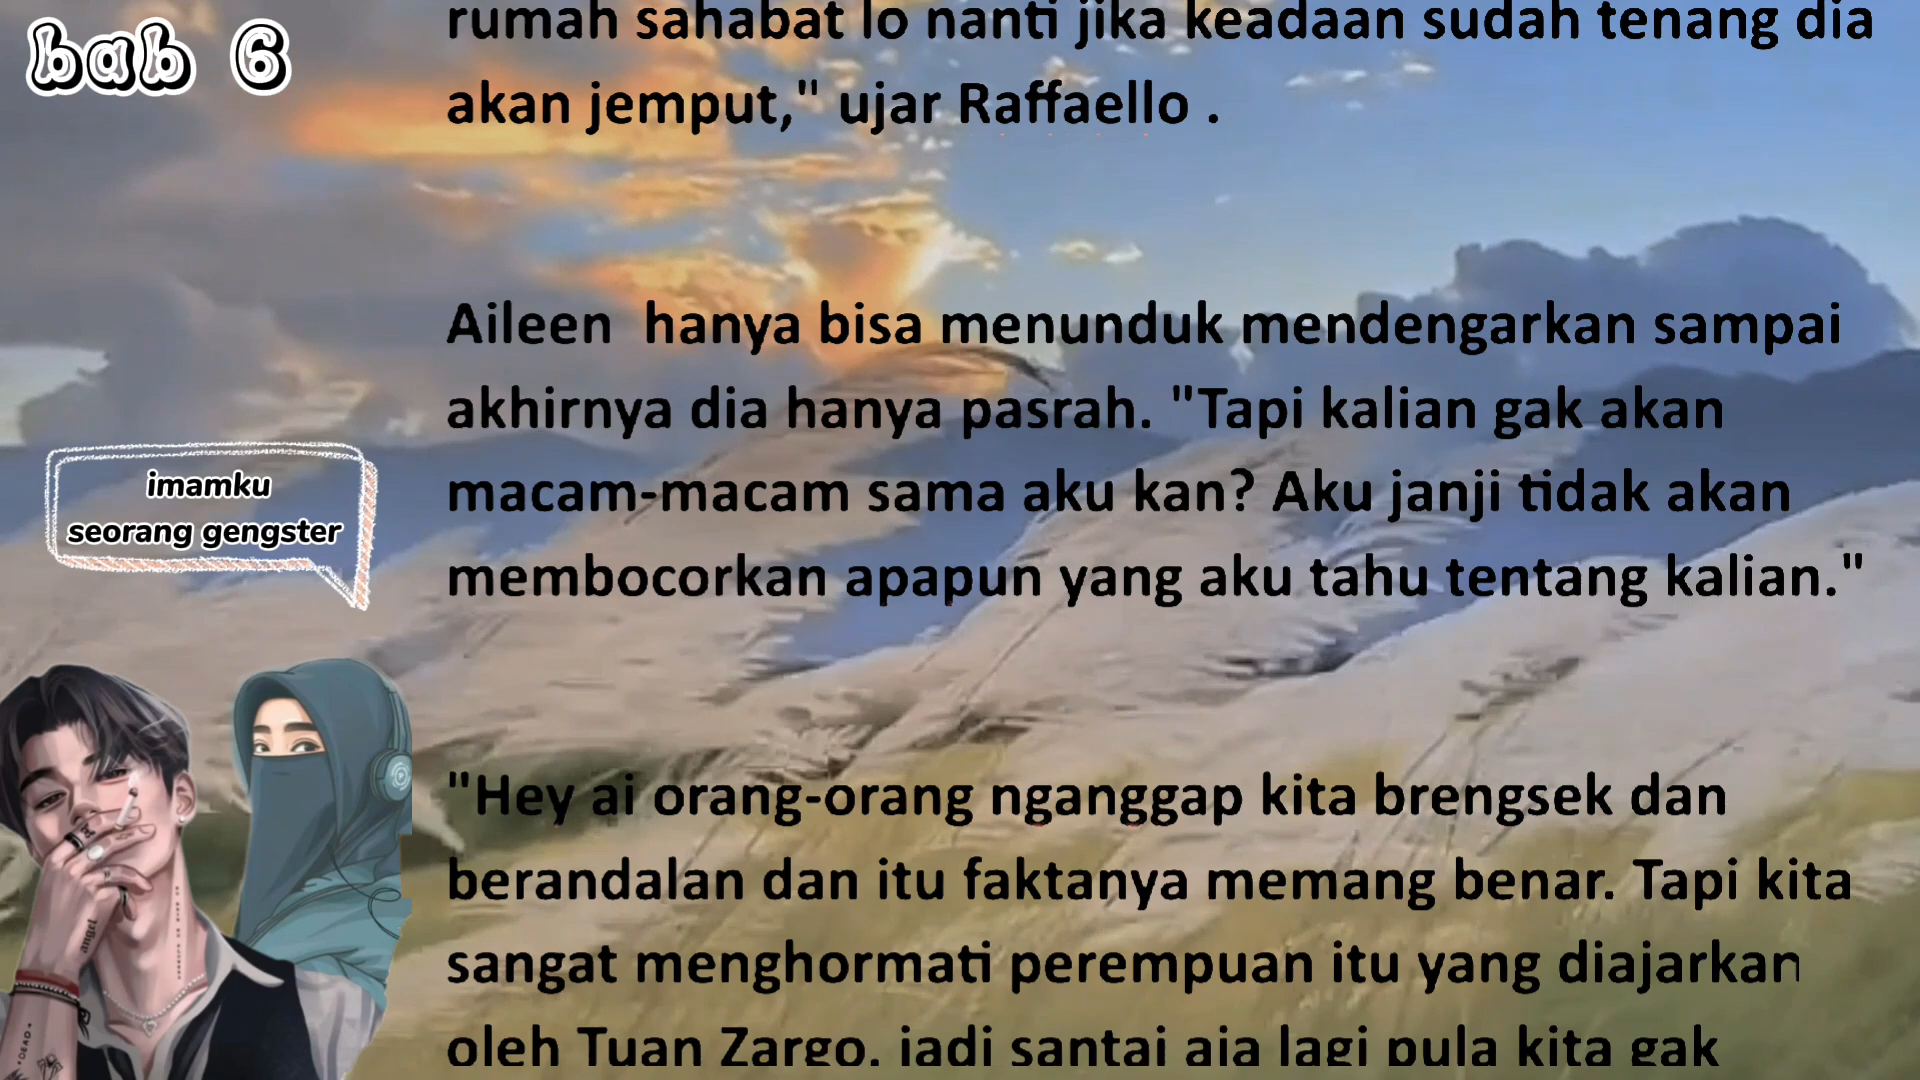 bab 6
rumah sahabat lo nanti jika keadaan sudah tenang dia
akan jemput," ujar Raffaello .
Aileen  hanya bisa menunduk mendengarkan sampai
akhirnya dia hanya pasrah. "Tapi kalian gak akan
macam-macam sama aku kan? Aku janji tidak akan
membocorkan apapun yang aku tahu tentang kalian."
"Hey ai orang-orang nganggap kita brengsek dan
berandalan dan itu faktanya memang benar. Tapi kita
sangat menghormati perempuan itu yang diajarkan
oleh Tuan Zargo, jadi santai aja lagi pula kita gak
imamku
seorang gengster
angel
DEAD